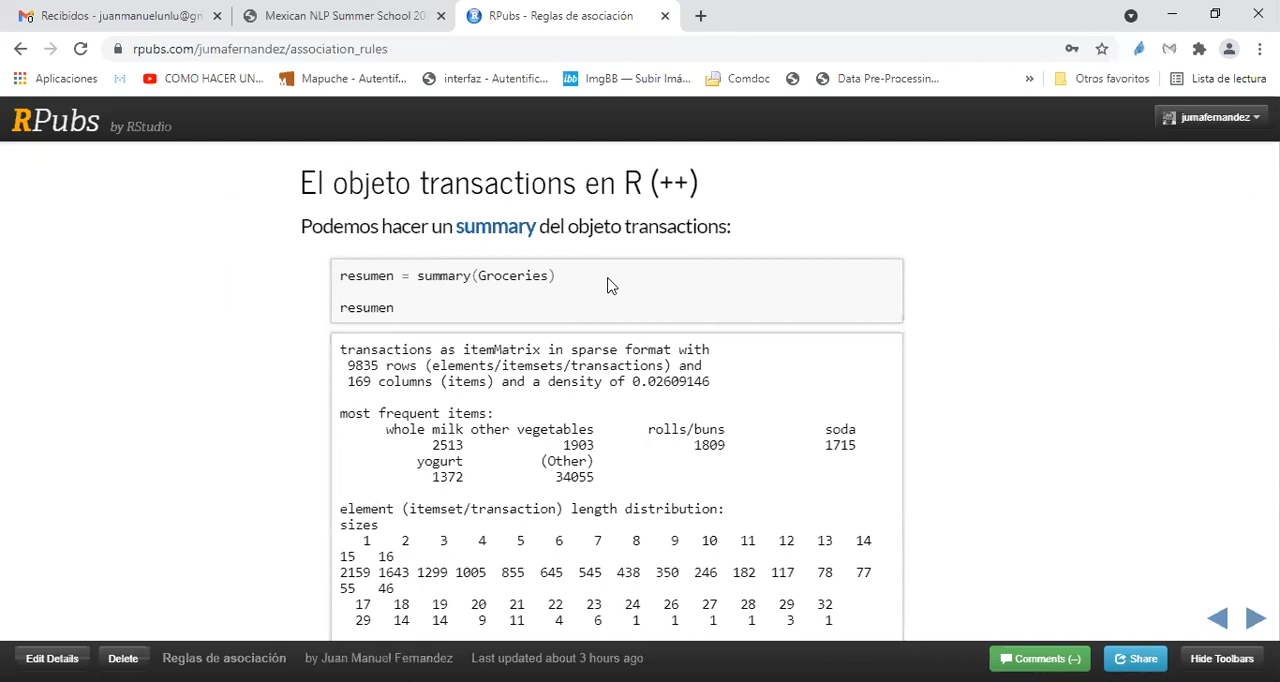 Recibidos - juanmanuelunlu@gn
Mexican NLP Summer School 202
RPubs - Reglas de asociación
rpubs.com/jumafernandez/association_rules
Aplicaciones
COMO HACER UN...
Mapuche - Autentif...
interfaz - Autentific...
ibb ImgBB — Subir Imá...
Comdoc
Data Pre-Processin...
»
Otros favoritos
Lista de lectura
RPubs by RStudio
jumafernandez
El objeto transactions en R (++)
Podemos hacer un summary del objeto transactions:
resumen = summary(Groceries)
resumen
transactions as itemMatrix in sparse format with
9835 rows (elements/itemsets/transactions) and
169 columns (items) and a density of 0.02609146
most frequent items:
whole milk other vegetables rolls/buns soda
2513 1903 1809 1715
yogurt (Other)
1372 34055
element (itemset/transaction) length distribution:
sizes
1 2 3 4 5 6 7 8 9 10 11 12 13 14
15 16
2159 1643 1299 1005 855 645 545 438 350 246 182 117 78 77
55 46
17 18 19 20 21 22 23 24 26 27 28 29 32
29 14 14 9 11 4 6 1 1 1 1 3 1
Edit Details
Delete
Reglas de asociación
by Juan Manuel Fernandez
Last updated about 3 hours ago
Comments (–)
Share
Hide Toolbars